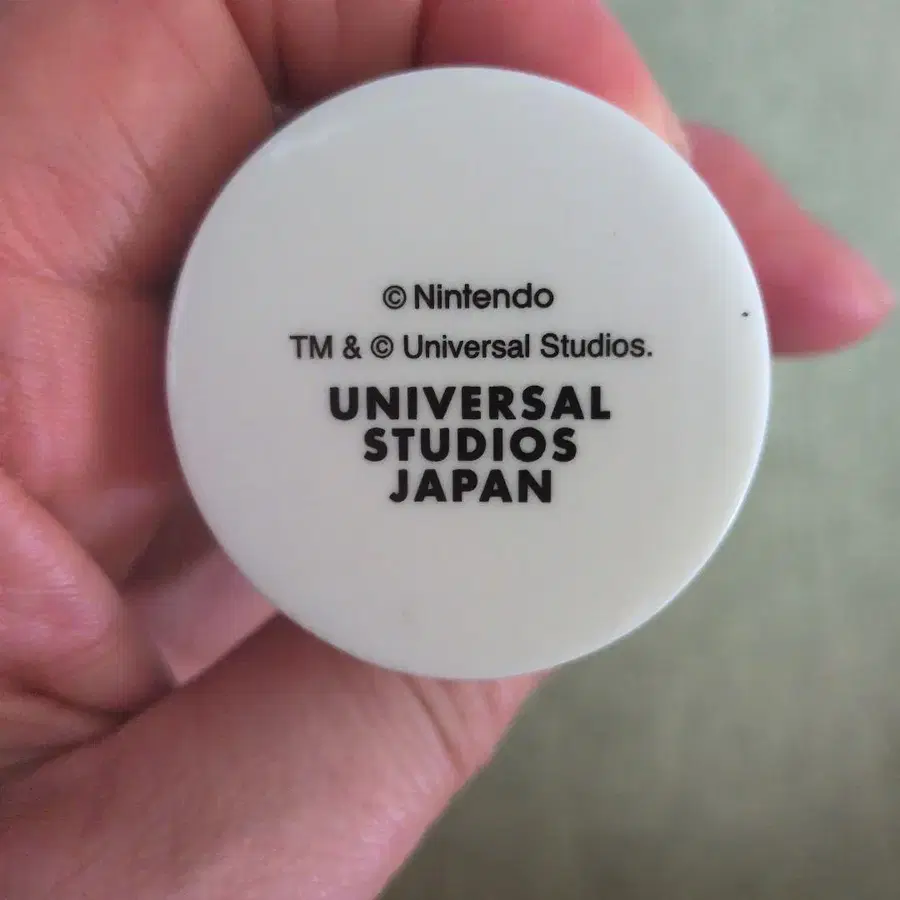 © Nintendo
TM & © Universal Studios.
UNIVERSAL
STUDIOS
JAPAN